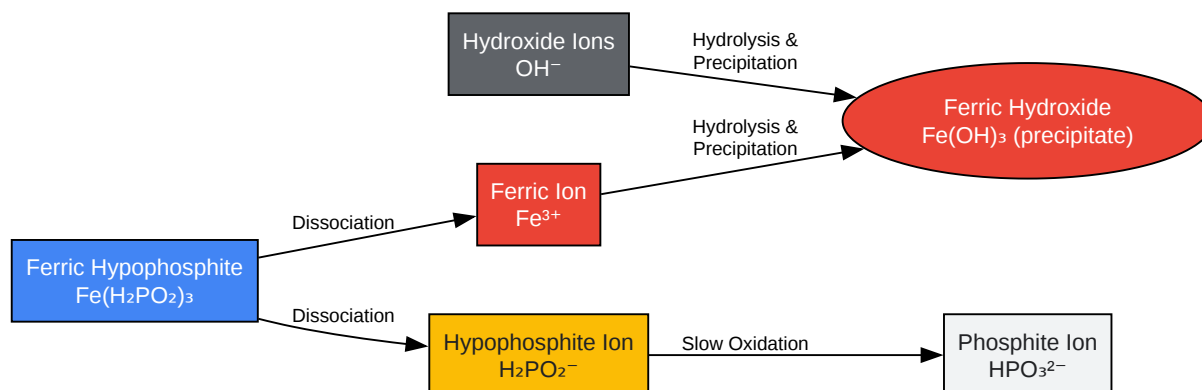 Hydroxide Ions
OH⁻
Hydrolysis &
Precipitation
Ferric Hydroxide
Fe(OH)₃ (precipitate)
Hydrolysis &
Precipitation
Ferric Ion
Fe³⁺
Dissociation
Ferric Hypophosphite
Fe(H₂PO₂)₃
Dissociation
Hypophosphite Ion
H₂PO₂⁻
Slow Oxidation
Phosphite Ion
HPO₃²⁻